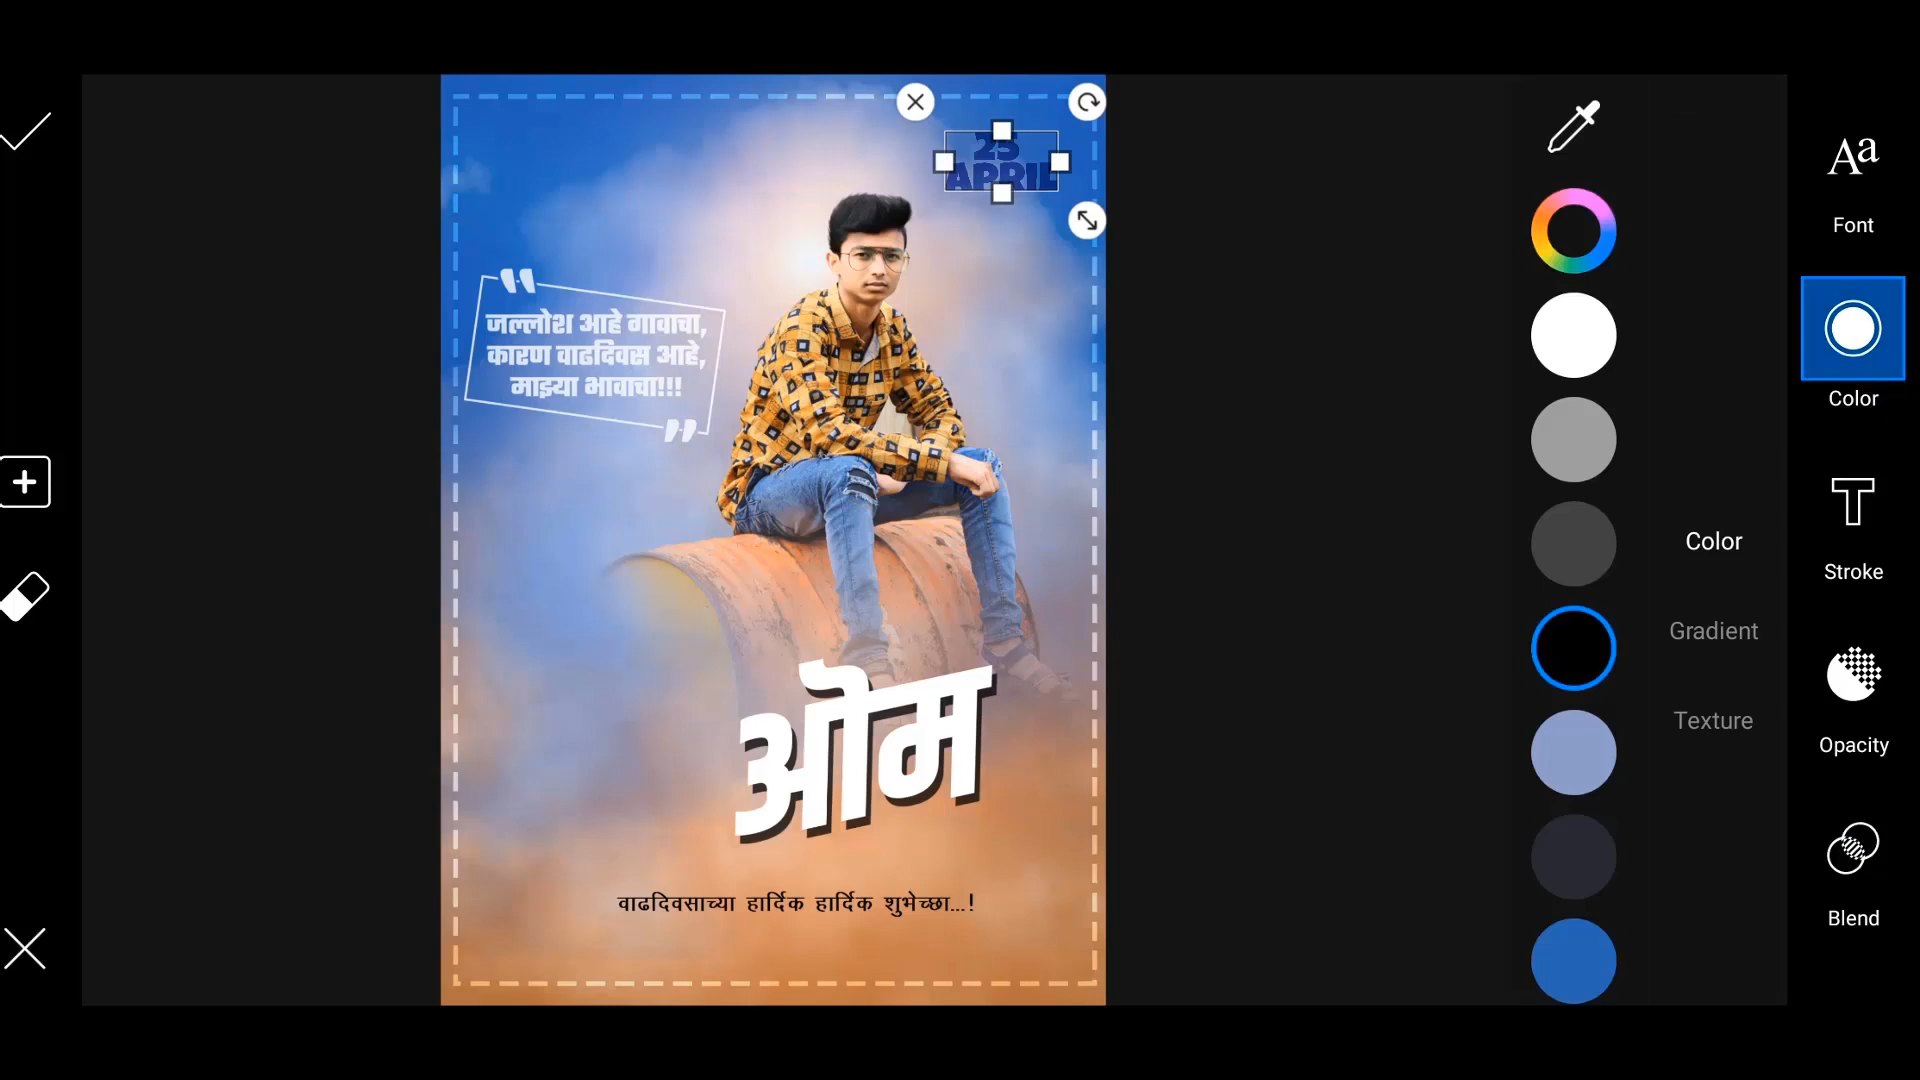 25
APRIL
जल्लोश आहे गावाचा,
कारण वाढदिवस आहे,
माझ्या भावाचा!!!
ओम
वाढदिवसाच्या हार्दिक हार्दिक शुभेच्छा...!
Color
Gradient
Texture
Aa
Font
Color
T
Stroke
Opacity
Blend